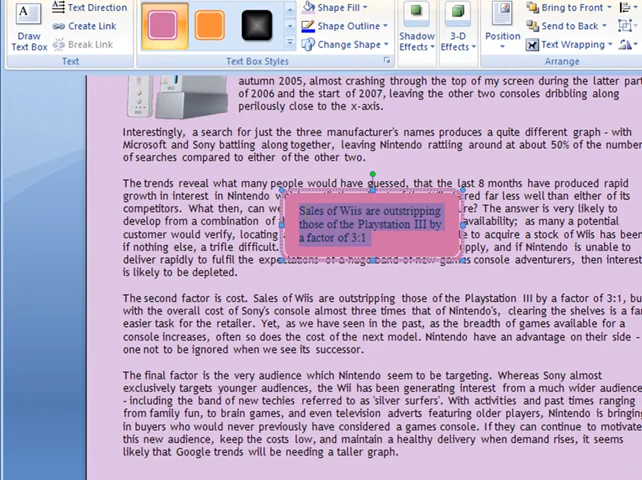 Draw
Text Box
Text Direction
Create Link
Break Link
Text
Text Box Styles
Shape Fill
Shape Outline
Change Shape
Shadow
Effects
3-D
Effects
Position
Bring to Front
Send to Back
Text Wrapping
Arrange
autumn 2005, almost crashing through the top of my screen during the latter part
of 2006 and the start of 2007, leaving the other two consoles dribbling along
perilously close to the x-axis.
Interestingly, a search for just the three manufacturer's names produces a quite different graph - with
Microsoft and Sony battling along together, leaving Nintendo rattling around at about 50% of the number
of searches compared to either of the other two.
The trends reveal what many people would have guessed, that the last 8 months have produced rapid
growth in interest in Nintendo far less well than either of its
competitors. What then, can The answer is very likely to
develop from a combination of availability; as many a potential
customer would verify, locating to acquire a stock of Wii has been
if nothing else, a trifle difficult. and if Nintendo is unable to
deliver rapidly to fulfil the expectations of a huge band of new games console adventurers, then interest
is likely to be depleted.
Sales of Wiis are outstripping
those of the Playstation III by
a factor of 3:1
The second factor is cost. Sales of Wiis are outstripping those of the Playstation III by a factor of 3:1, but
with the overall cost of Sony's console almost three times that of Nintendo's, clearing the shelves is a far
easier task for the retailer. Yet, as we have seen in the past, as the breadth of games available for a
console increases, often so does the cost of the next model. Nintendo have an advantage on their side -
one not to be ignored when we see its successor.
The final factor is the very audience which Nintendo seem to be targeting. Whereas Sony almost
exclusively targets younger audiences, the Wii has been generating interest from a much wider audience
- including the band of new techies referred to as 'silver surfers'. With activities and past times ranging
from family fun, to brain games, and even television adverts featuring older players, Nintendo is bringing
in buyers who would never previously have considered a games console. If they can continue to motivate
this new audience, keep the costs low, and maintain a healthy delivery when demand rises, it seems
likely that Google trends will be needing a taller graph.